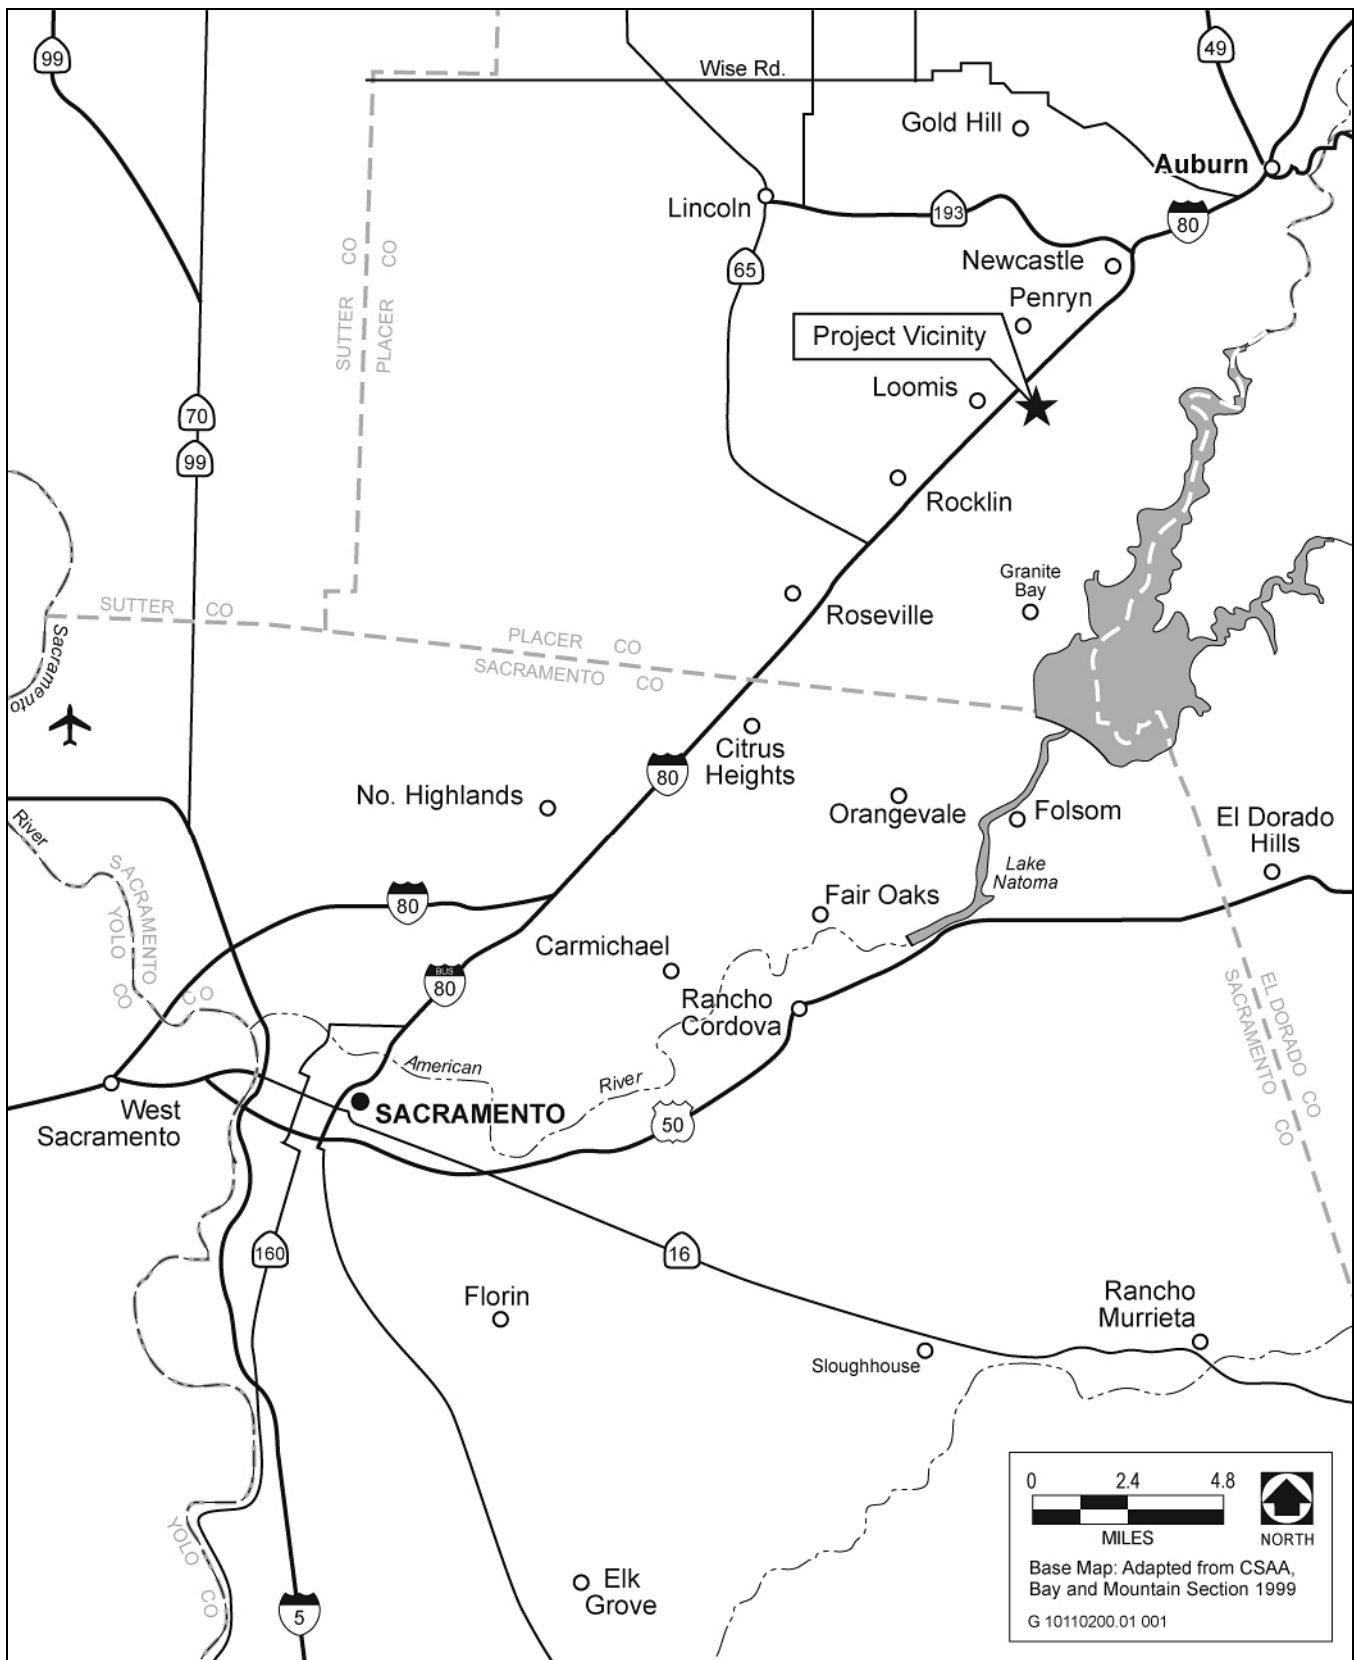 99
49
Wise Rd.
Gold Hill
Auburn
Lincoln
193
80
65
Newcastle
Penryn
SUTTER CO
PLACER CO
Project Vicinity
Loomis
70
99
Rocklin
Granite
Bay
SUTTER CO
Roseville
PLACER CO
SACRAMENTO CO
Sacramento
Citrus
Heights
80
No. Highlands
Orangevale
Folsom
El Dorado
Hills
River
SACRAMENTO CO
YOLO CO
80
Lake
Natoma
Fair Oaks
Carmichael
BUS
80
Rancho
Cordova
EL DORADO CO
SACRAMENTO CO
American
River
West
Sacramento
SACRAMENTO
50
160
16
Florin
Rancho
Murrieta
Sloughhouse
0 2.4 4.8
MILES
NORTH
Base Map: Adapted from CSAA,
Bay and Mountain Section 1999
G 10110200.01 001
YOLO CO
Elk
Grove
5